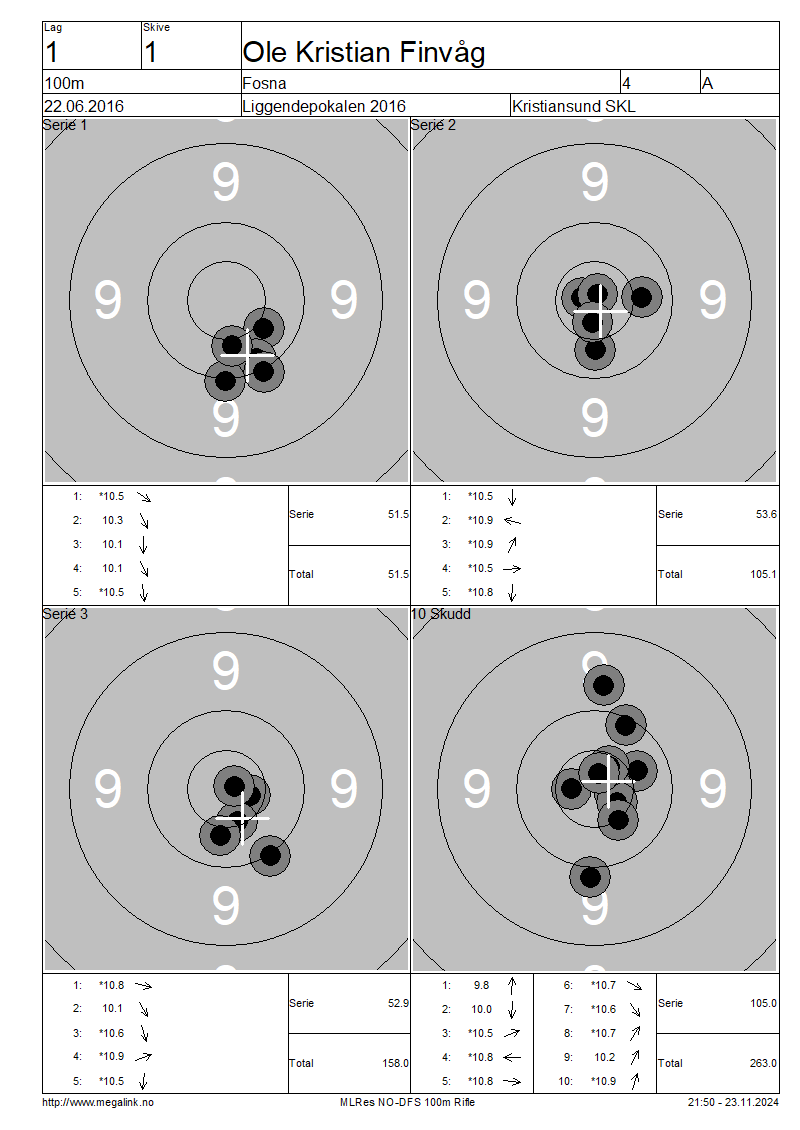 Lag Skive
1 1 Ole Kristian Finvåg
100m Fosna 4 A
22.06.2016 Liggendepokalen 2016 Kristiansund SKL
Serie 1 Serie 2
9 9
9 9 9 9
9 9
1: *10.5
2: 10.3
3: 10.1
4: 10.1
5: *10.5
Serie 51.5
Total 51.5
1: *10.5
2: *10.9
3: *10.9
4: *10.5
5: *10.8
Serie 53.6
Total 105.1
Serie 3 10 Skudd
9 9
9 9 9 9
9 9
1: *10.8
2: 10.1
3: *10.6
4: *10.9
5: *10.5
Serie 52.9
Total 158.0
1: 9.8 6: *10.7
2: 10.0 7: *10.6
3: *10.5 8: *10.7
4: *10.8 9: 10.2
5: *10.8 10: *10.9
Serie 105.0
Total 263.0
http://www.megalink.no MLRes NO-DFS 100m Rifle 21:50 - 23.11.2024